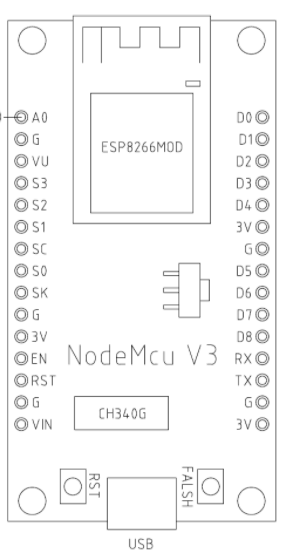 ESP8266MOD
A0
G
VU
S3
S2
S1
SC
S0
SK
G
3V
EN
RST
G
VIN
D0
D1
D2
D3
D4
3V
G
D5
D6
D7
D8
RX
TX
G
3V
NodeMcu V3
CH340G
RST
FALSH
USB